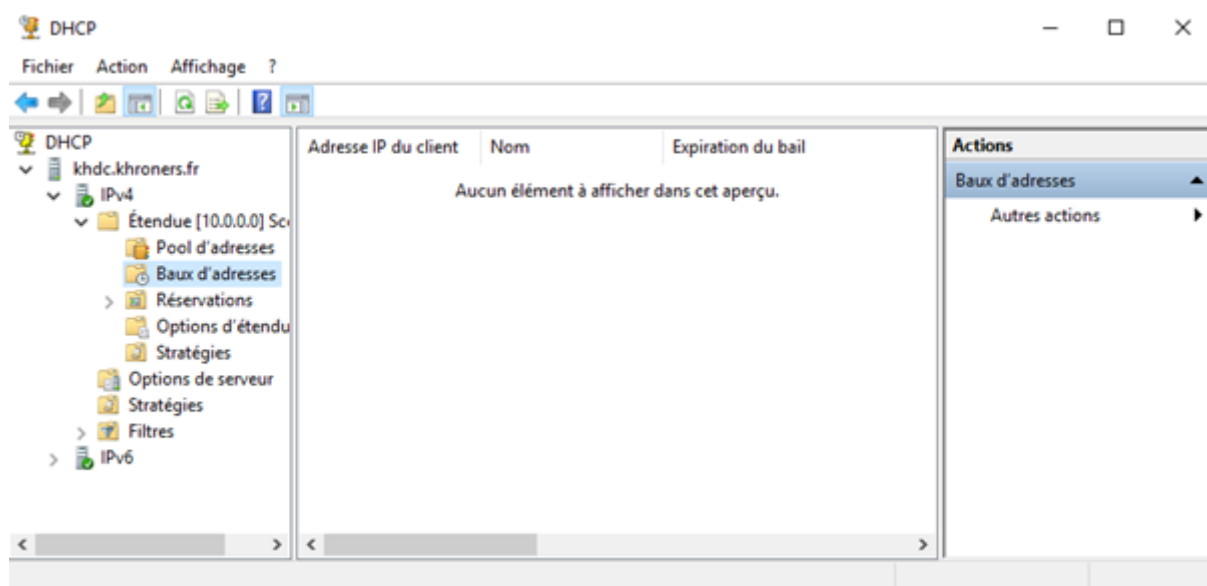 DHCP
Fichier Action Affichage ?
DHCP
khdc.khroners.fr
IPv4
Étendue [10.0.0.0] Sc
Pool d'adresses
Baux d'adresses
Réservations
Options d'étendu
Stratégies
Options de serveur
Stratégies
Filtres
IPv6
Adresse IP du client Nom Expiration du bail
Aucun élément à afficher dans cet aperçu.
Actions
Baux d'adresses
Autres actions